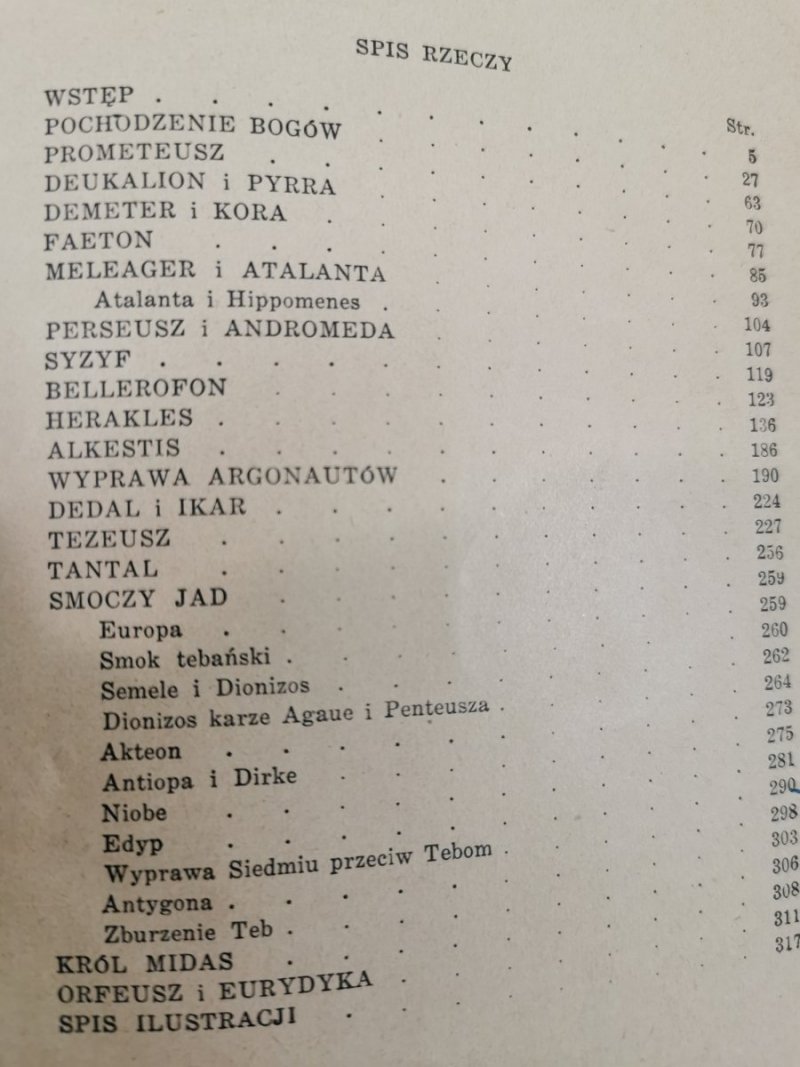 SPIS RZECZY
Str.
WSTĘP . . . . . . . . . . 5
POCHODZENIE BOGÓW . . . . . . . 27
PROMETEUSZ . . . . . . . . 63
DEUKALION i PYRRA . . . . . . . 70
DEMETER i KORA . . . . . . . 77
FAETON . . . . . . . . . 85
MELEAGER i ATALANTA . . . . . . 93
Atalanta i Hippomenes . . . . . . 104
PERSEUSZ i ANDROMEDA . . . . . . 107
SYZYF . . . . . . . . . . 119
BELLEROFON . . . . . . . . 123
HERAKLES . . . . . . . . . 136
ALKESTIS . . . . . . . . . 186
WYPRAWA ARGONAUTÓW . . . . . . 190
DEDAL i IKAR . . . . . . . . 224
TEZEUSZ . . . . . . . . . 227
TANTAL . . . . . . . . . 256
SMOCZY JAD . . . . . . . . 259
Europa . . . . . . . . . 259
Smok tebański . . . . . . . . 260
Semele i Dionizos . . . . . . . 262
Dionizos karze Agaue i Penteusza . . . . . 264
Akteon . . . . . . . . . 273
Antiopa i Dirke . . . . . . . 275
Niobe . . . . . . . . . 281
Edyp . . . . . . . . . 290
Wyprawa Siedmiu przeciw Tebom . . . . . 298
Antygona . . . . . . . . . 303
Zburzenie Teb . . . . . . . . 306
KRÓL MIDAS . . . . . . . . 308
ORFEUSZ i EURYDYKA . . . . . . 311
SPIS ILUSTRACJI . . . . . . . 317